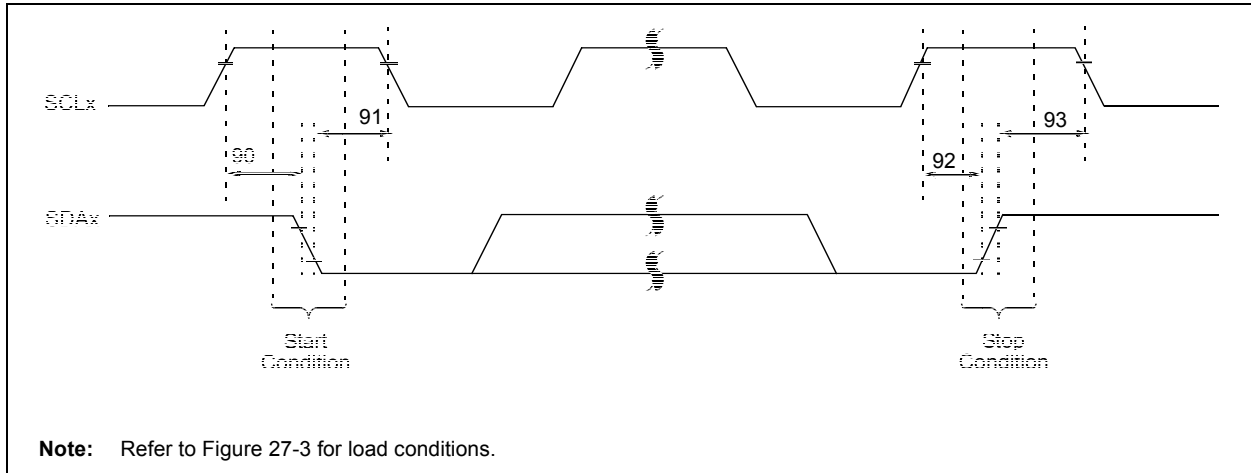 SCLx
91
93
90
92
SDAx
Start
Condition
Stop
Condition
Note: Refer to Figure 27-3 for load conditions.